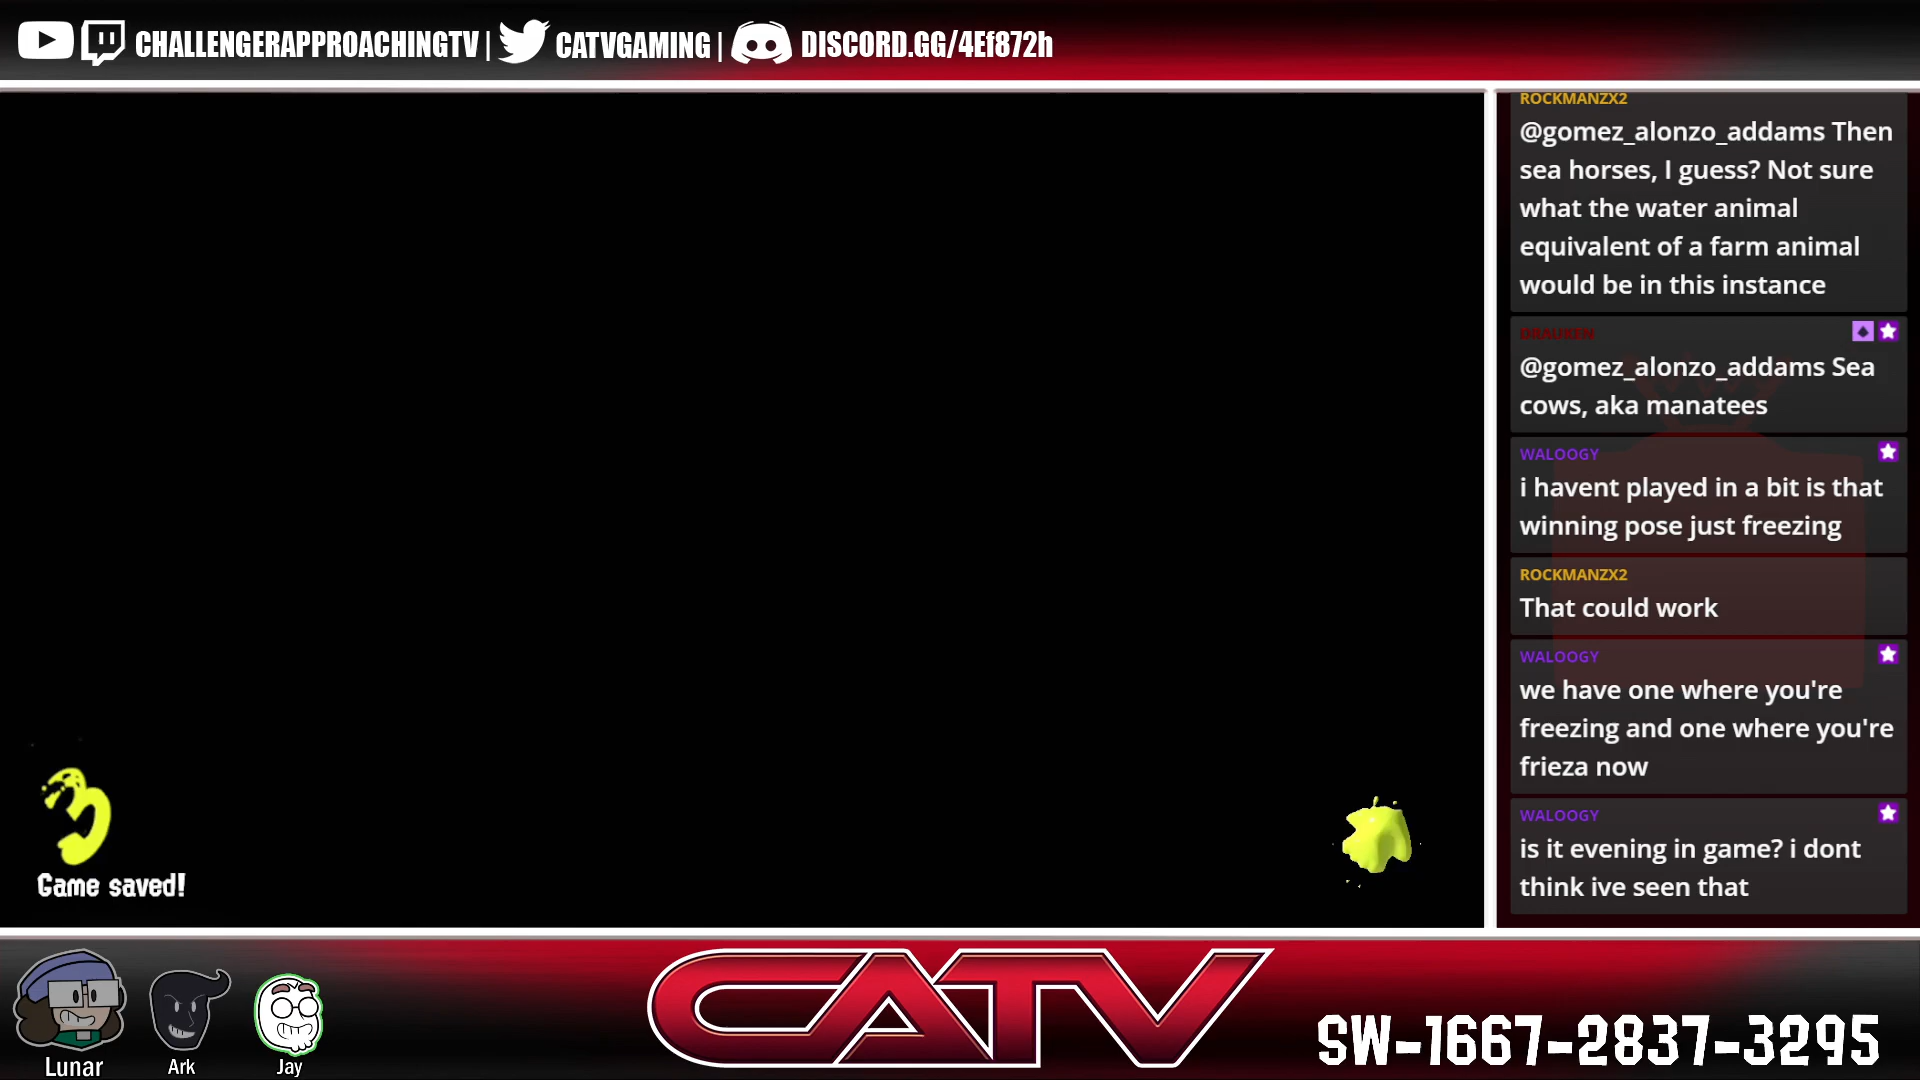 CHALLENGERAPPROACHINGTV | CATVGAMING | DISCORD.GG/4Ef872h
ROCKMANZX2
@gomez_alonzo_addams Then
sea horses, I guess? Not sure
what the water animal
equivalent of a farm animal
would be in this instance
@gomez_alonzo_addams Sea
cows, aka manatees
WALOOGY
i havent played in a bit is that
winning pose just freezing
ROCKMANZX2
That could work
WALOOGY
we have one where you're
freezing and one where you're
frieza now
WALOOGY
is it evening in game? i dont
think ive seen that
3
Game saved!
Lunar
Ark
Jay
CATV
SW-1667-2837-3295